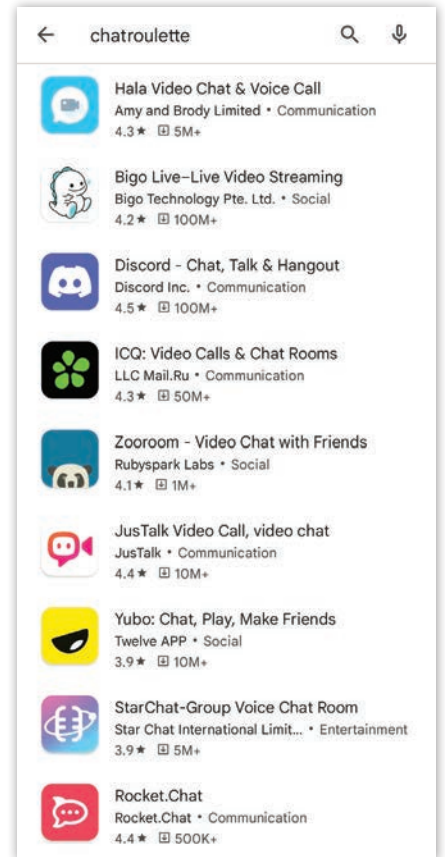 chatroulette
Hala Video Chat & Voice Call
Amy and Brody Limited • Communication
4.3★ 5M+
Bigo Live–Live Video Streaming
Bigo Technology Pte. Ltd. • Social
4.2★ 100M+
Discord - Chat, Talk & Hangout
Discord Inc. • Communication
4.5★ 100M+
ICQ: Video Calls & Chat Rooms
LLC Mail.Ru • Communication
4.3★ 50M+
Zooroom - Video Chat with Friends
Rubyspark Labs • Social
4.1★ 1M+
JusTalk Video Call, video chat
JusTalk • Communication
4.4★ 10M+
Yubo: Chat, Play, Make Friends
Twelve APP • Social
3.9★ 10M+
StarChat-Group Voice Chat Room
Star Chat International Limit... • Entertainment
3.9★ 5M+
Rocket.Chat
Rocket.Chat • Communication
4.4★ 500K+